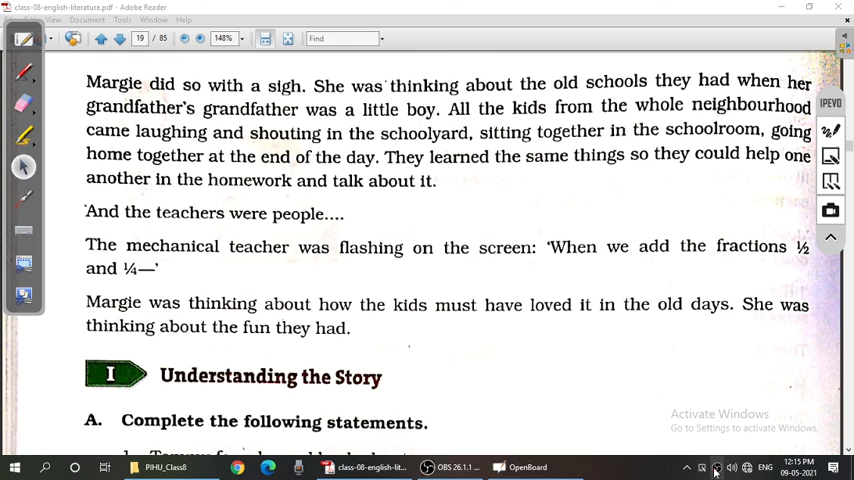 class-08-english-literature.pdf - Adobe Reader
File Edit View Document Tools Window Help
19 / 85
148%
Find
Margie did so with a sigh. She was thinking about the old schools they had when her
grandfather's grandfather was a little boy. All the kids from the whole neighbourhood
came laughing and shouting in the schoolyard, sitting together in the schoolroom, going
home together at the end of the day. They learned the same things so they could help one
another in the homework and talk about it.
And the teachers were people....
The mechanical teacher was flashing on the screen: 'When we add the fractions ½
and ¼—'
Margie was thinking about how the kids must have loved it in the old days. She was
thinking about the fun they had.
I Understanding the Story
A. Complete the following statements.
IPEVO
Activate Windows
Go to Settings to activate Windows.
PIHU_Class8
class-08-english-lit...
OBS 26.1.1 ...
OpenBoard
ENG
12:15 PM
09-05-2021